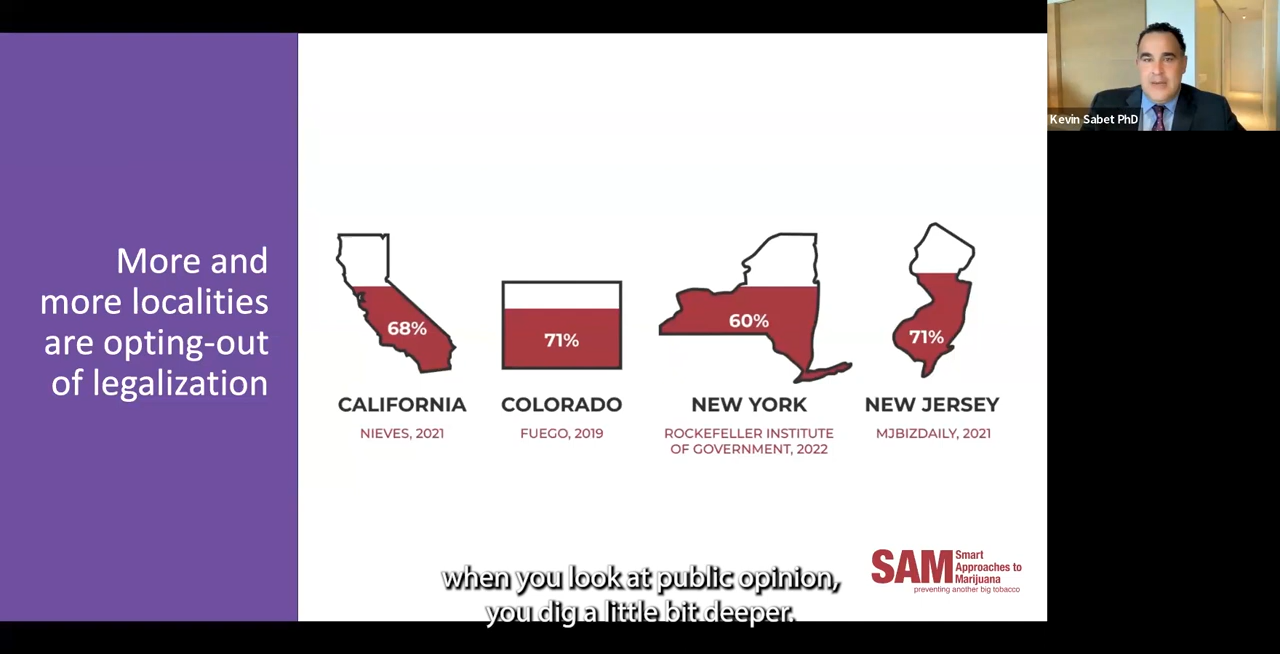 Kevin Sabet PhD
More and
more localities
are opting-out
of legalization
68%
71%
60%
71%
CALIFORNIA
COLORADO
NEW YORK
NEW JERSEY
NIEVES, 2021
FUEGO, 2019
ROCKEFELLER INSTITUTE
OF GOVERNMENT, 2022
MJBIZDAILY, 2021
SAM
Smart
Approaches to
Marijuana
preventing another big tobacco
when you look at public opinion,
you dig a little bit deeper.